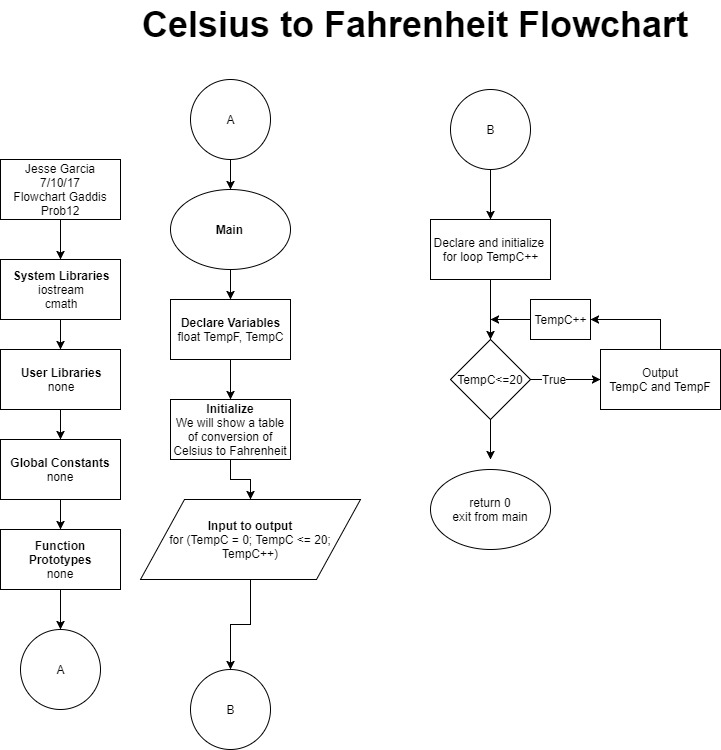 Celsius to Fahrenheit Flowchart
Jesse Garcia
7/10/17
Flowchart Gaddis
Prob12
System Libraries
iostream
cmath
User Libraries
none
Global Constants
none
Function
Prototypes
none
A
A
Main
Declare Variables
float TempF, TempC
Initialize
We will show a table
of conversion of
Celsius to Fahrenheit
Input to output
for (TempC = 0; TempC <= 20;
TempC++)
B
B
Declare and initialize
for loop TempC++
TempC++
TempC<=20
True
Output
TempC and TempF
return 0
exit from main